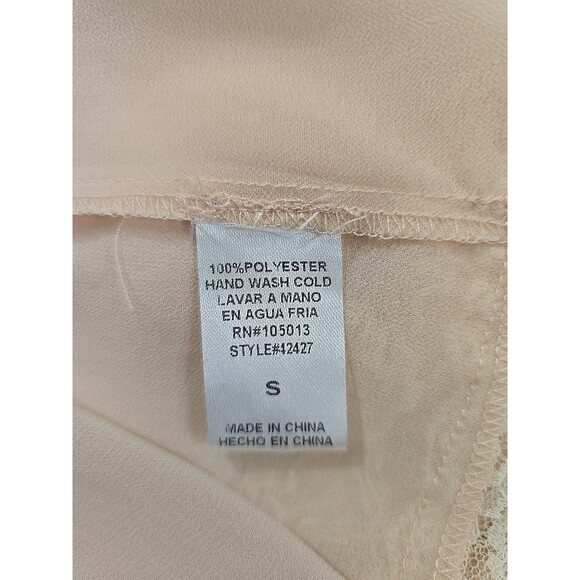 100%POLYESTER
HAND WASH COLD
LAVAR A MANO
EN AGUA FRIA
RN#105013
STYLE#42427
S
MADE IN CHINA
HECHO EN CHINA